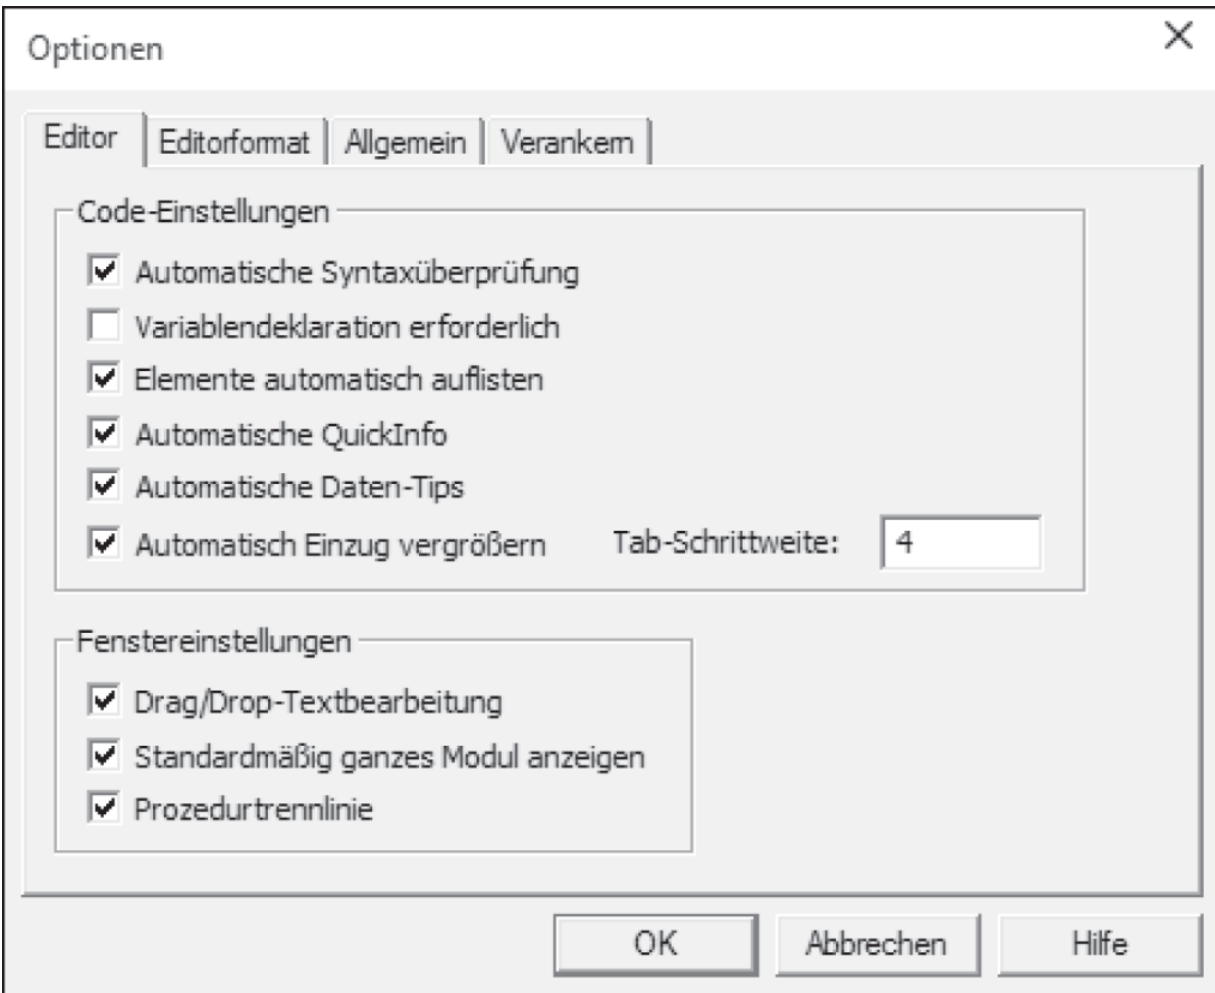 Optionen
Editor Editorformat Allgemein Verankern
Code-Einstellungen
Automatische Syntaxüberprüfung
Variablendeklaration erforderlich
Elemente automatisch auflisten
Automatische QuickInfo
Automatische Daten-Tips
Automatisch Einzug vergrößern Tab-Schrittweite: 4
Fenstereinstellungen
Drag/Drop-Textbearbeitung
Standardmäßig ganzes Modul anzeigen
Prozedurtrennlinie
OK Abbrechen Hilfe